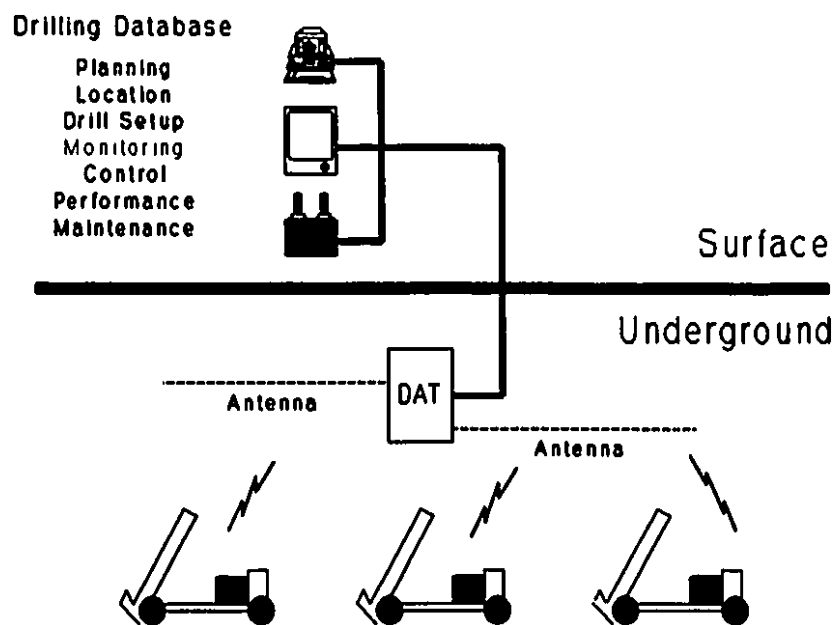 Drilling Database
Planning
Location
Drill Setup
Monitoring
Control
Performance
Maintenance
Surface
Underground
DAT
Antenna
Antenna